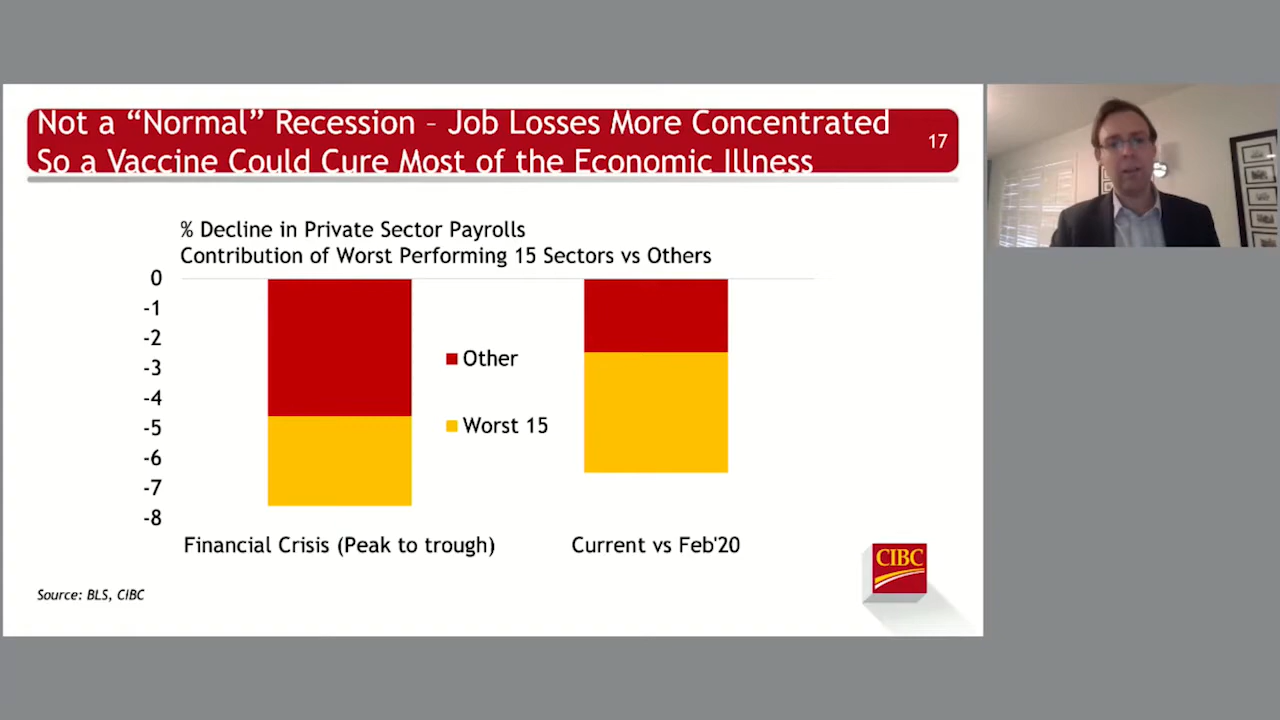 Not a “Normal” Recession – Job Losses More Concentrated
So a Vaccine Could Cure Most of the Economic Illness
17
% Decline in Private Sector Payrolls
Contribution of Worst Performing 15 Sectors vs Others
0
-1
-2
-3
-4
-5
-6
-7
-8
Other
Worst 15
Financial Crisis (Peak to trough)
Current vs Feb'20
Source: BLS, CIBC
CIBC